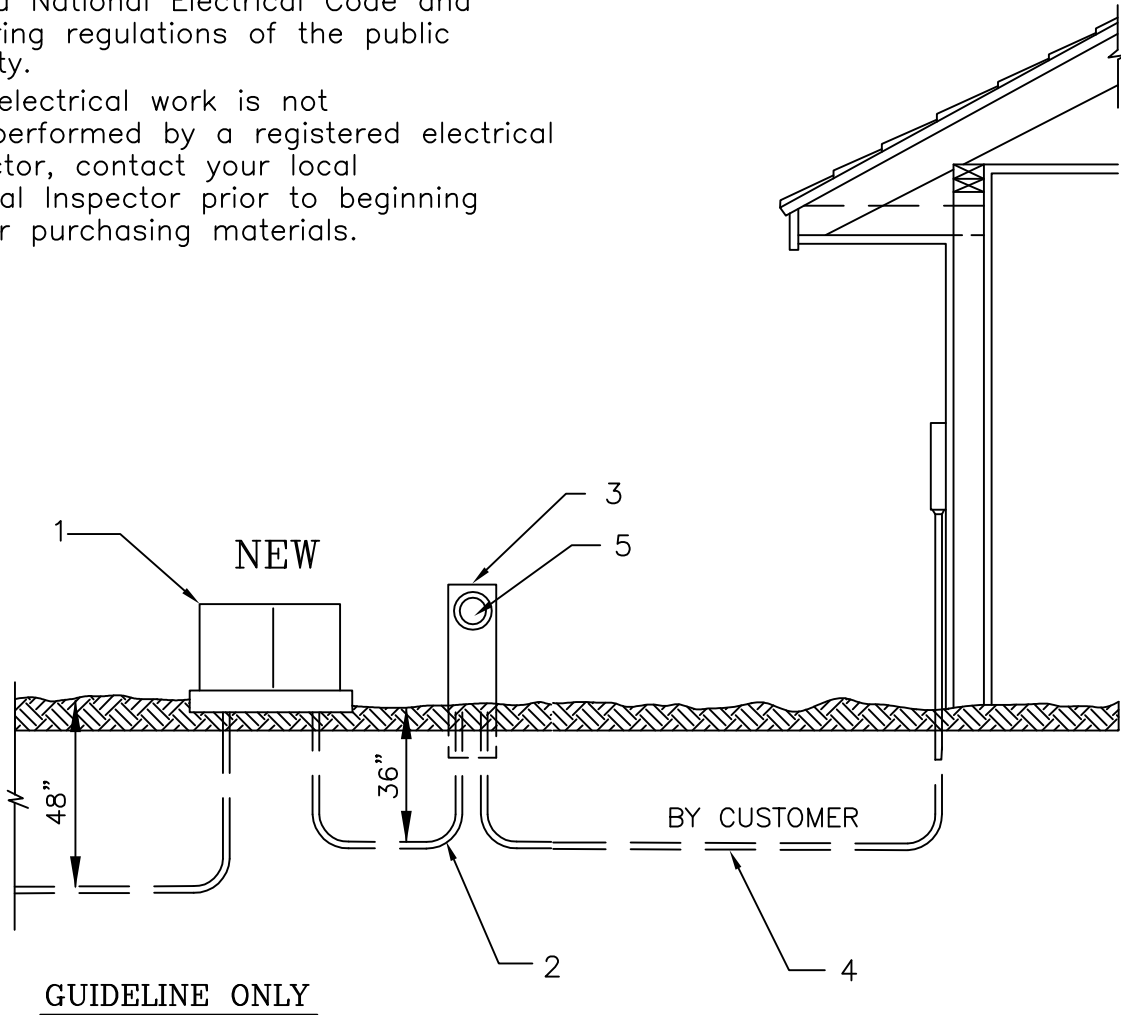 National Electrical Code and
regulations of the public
electrical work is not
performed by a registered electrical
contact your local
Inspector prior to beginning
purchasing materials.
3
5
1
NEW
48”
36”
BY CUSTOMER
2
4
GUIDELINE ONLY